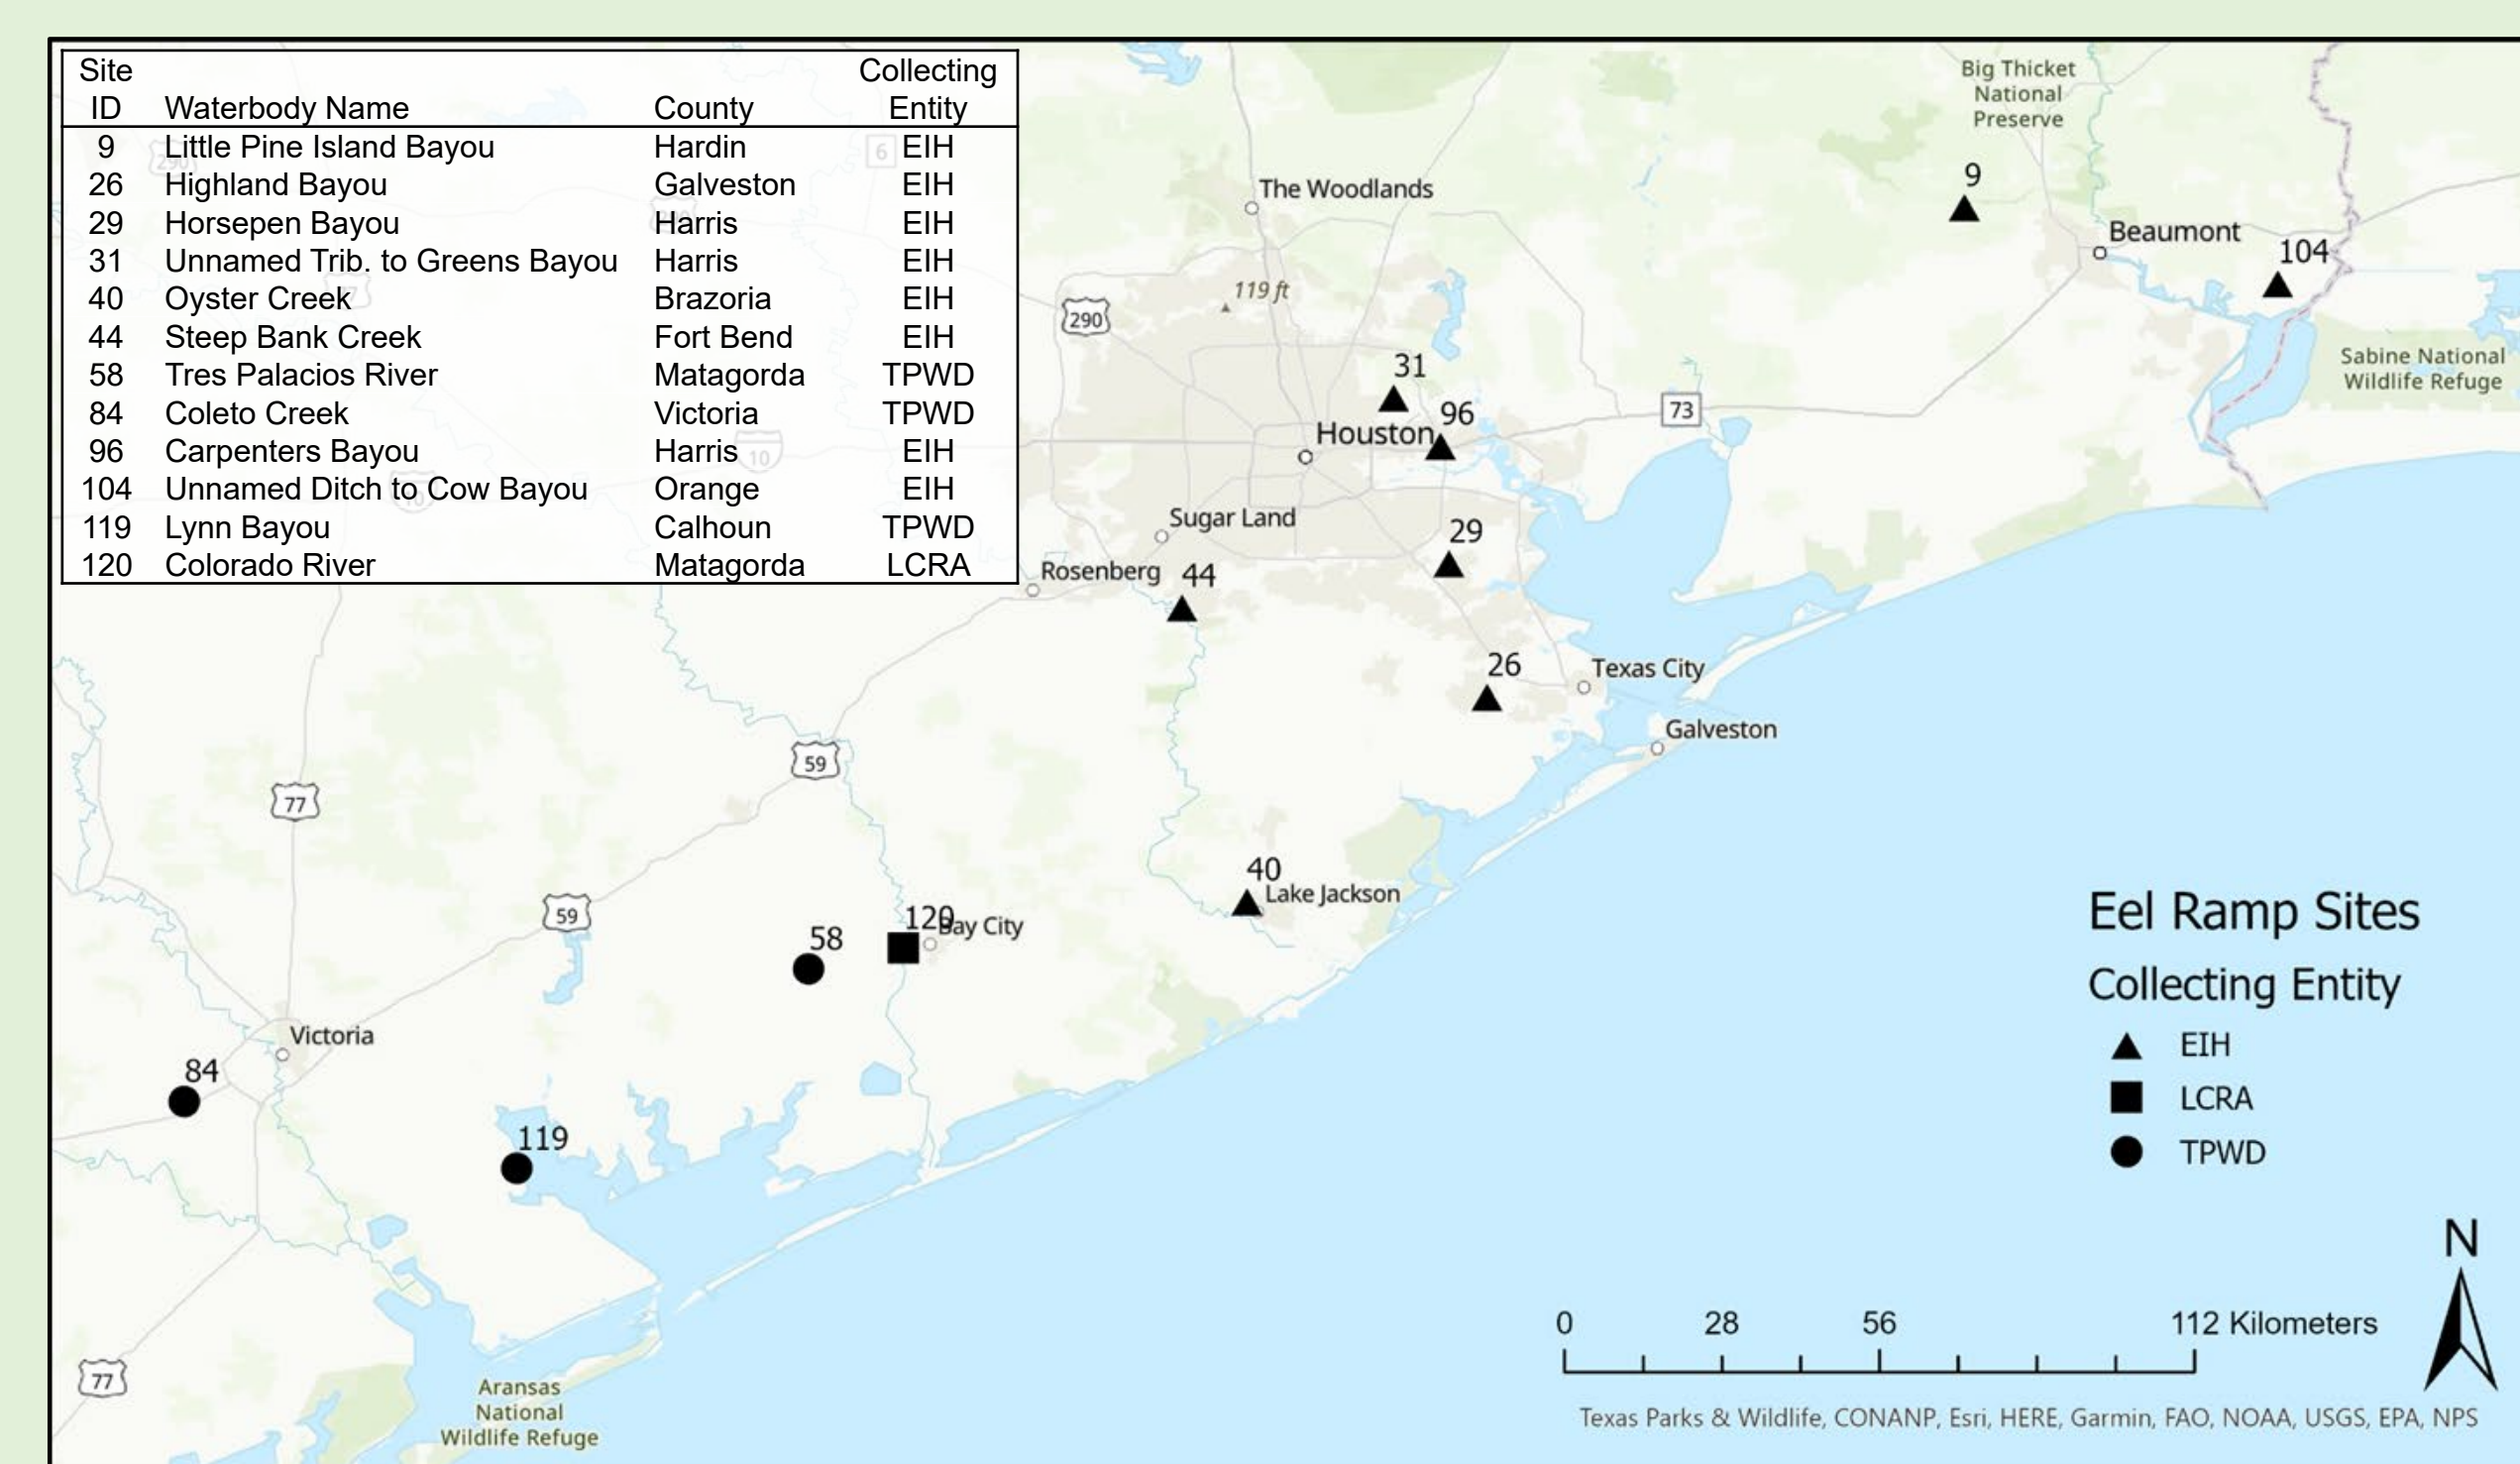 Site Collecting
ID Waterbody Name County Entity
9 Little Pine Island Bayou Hardin EIH
26 Highland Bayou Galveston EIH
29 Horsepen Bayou Harris EIH
31 Unnamed Trib. to Greens Bayou Harris EIH
40 Oyster Creek Brazoria EIH
44 Steep Bank Creek Fort Bend EIH
58 Tres Palacios River Matagorda TPWD
84 Coleto Creek Victoria TPWD
96 Carpenters Bayou Harris EIH
104 Unnamed Ditch to Cow Bayou Orange EIH
119 Lynn Bayou Calhoun TPWD
120 Colorado River Matagorda LCRA
290
6
10
Big Thicket
National
Preserve
9
The Woodlands
Beaumont
104
119 ft
290
Sabine National
Wildlife Refuge
31
73
96
Houston
Sugar Land
29
Rosenberg
44
26
Texas City
Galveston
59
77
40
Lake Jackson
59
120
Bay City
58
Victoria
84
119
77
Aransas
National
Wildlife Refuge
Eel Ramp Sites
Collecting Entity
EIH
LCRA
TPWD
N
0 28 56 112 Kilometers
Texas Parks & Wildlife, CONANP, Esri, HERE, Garmin, FAO, NOAA, USGS, EPA, NPS